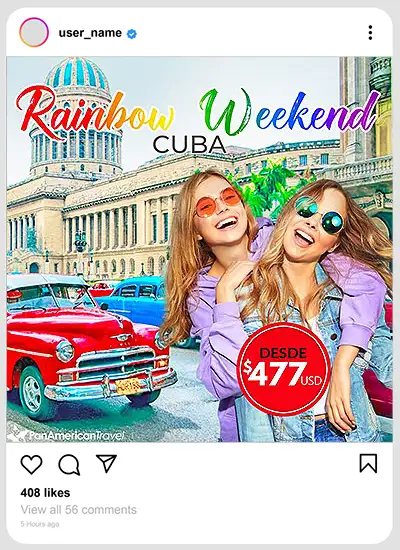 user_name
Rainbow Weekend
CUBA
DESDE
$477USD
PanAmericanTravel
408 likes
View all 56 comments
5 Hours ago